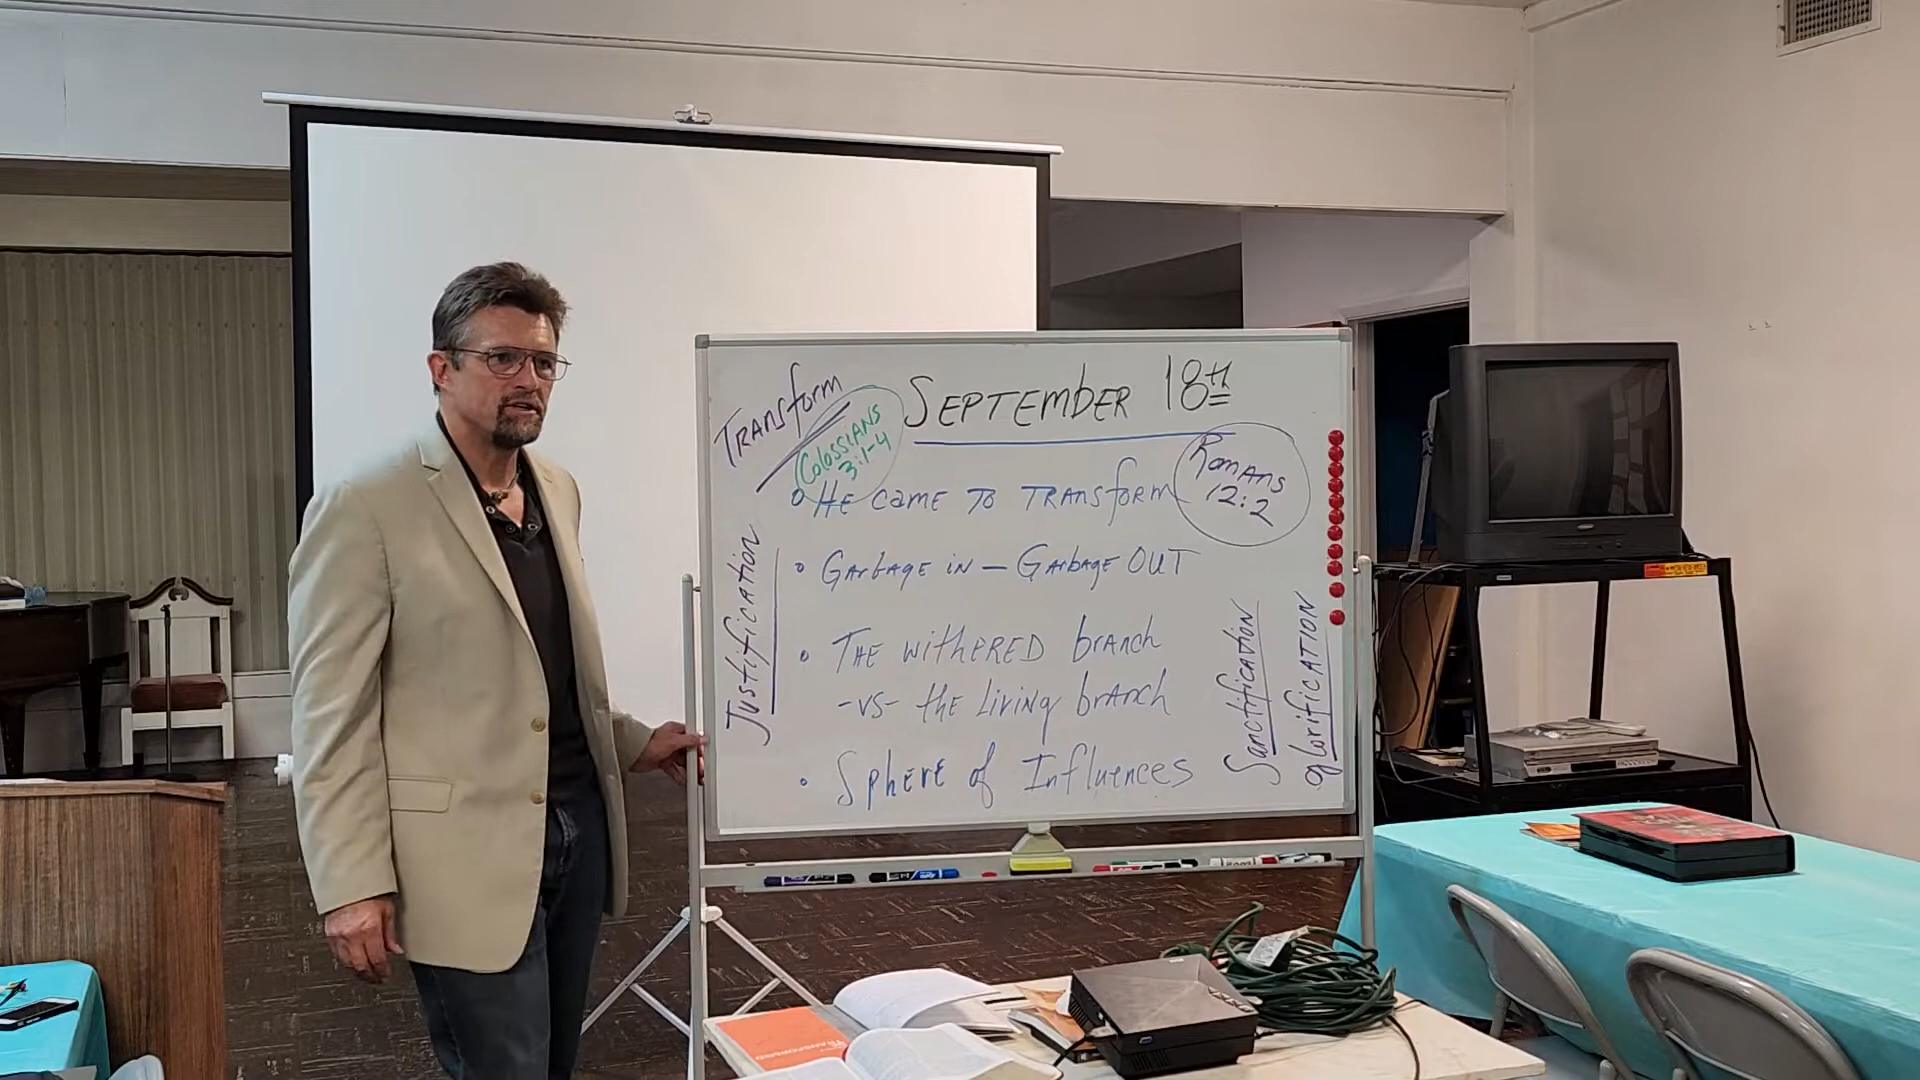 Transform
Colossians
3:1-4
September 18th
Romans
12:2
He came to Transform
Garbage in – Garbage OUT
The withered branch
-vs- the Living branch
Sphere of Influences
Justification
Sanctification
glorification
TRANSFORMED